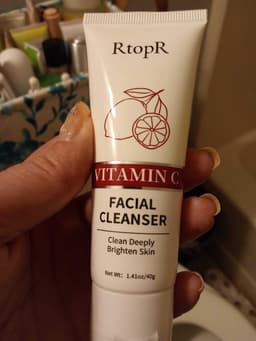 RtopR
VITAMIN C
FACIAL
CLEANSER
Clean Deeply
Brighten Skin
Net Wt: 1.41oz/40g